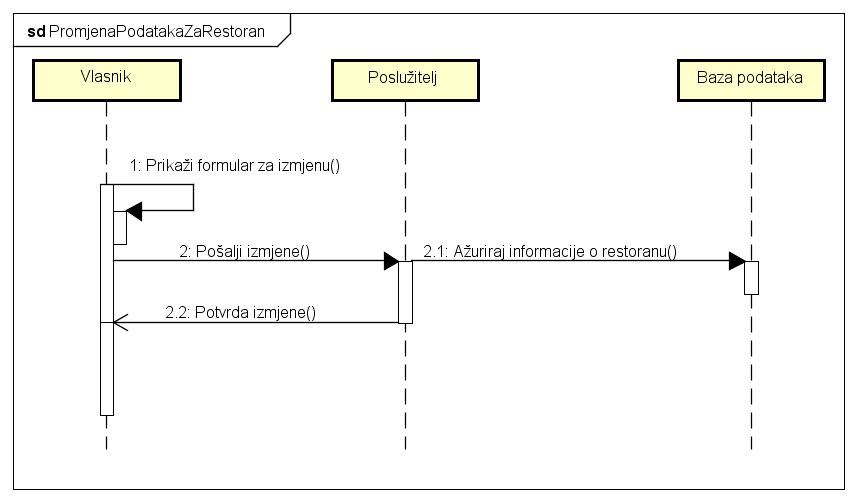 sd PromjenaPodatakaZaRestoran
Vlasnik
Poslužitelj
Baza podataka
1: Prikaži formular za izmjenu()
2: Pošalji izmjene()
2.1: Ažuriraj informacije o restoranu()
2.2: Potvrda izmjene()